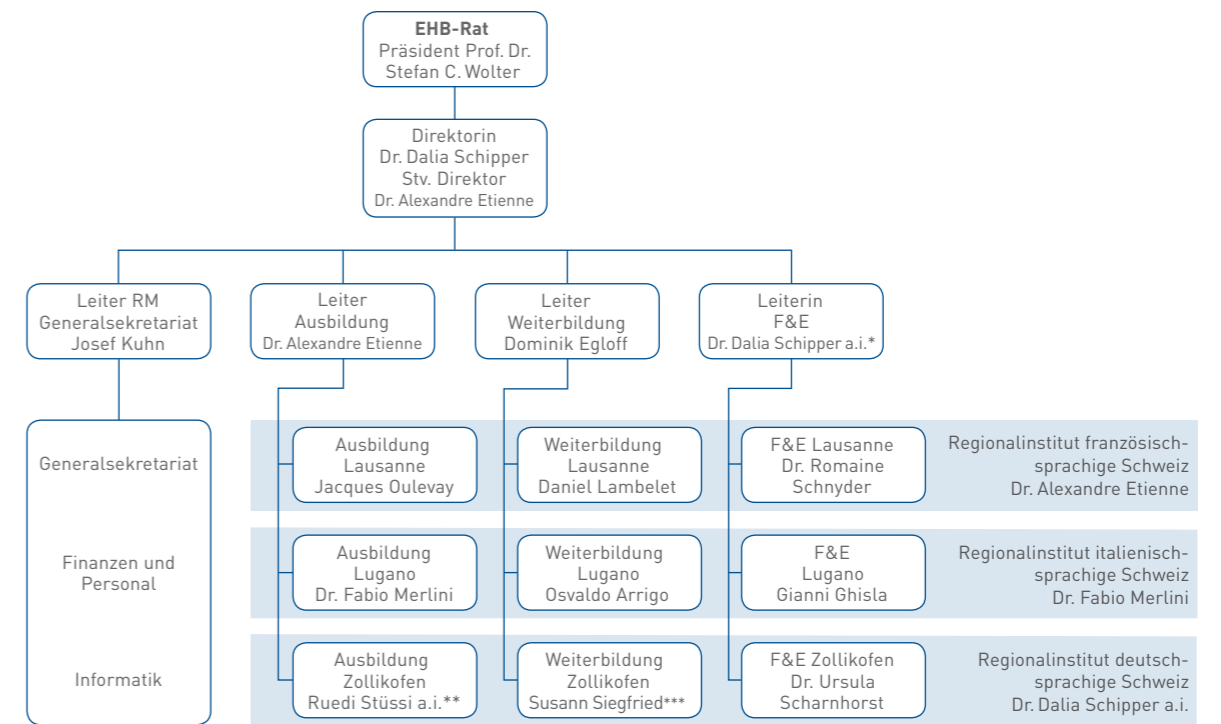 EHB-Rat
Präsident Prof. Dr.
Stefan C. Wolter
Direktorin
Dr. Dalia Schipper
Stv. Direktor
Dr. Alexandre Etienne
Leiter RM
Generalsekretariat
Josef Kuhn
Leiter
Ausbildung
Dr. Alexandre Etienne
Leiter
Weiterbildung
Dominik Egloff
Leiterin
F&E
Dr. Dalia Schipper a.i.*
Generalsekretariat
Finanzen und
Personal
Informatik
Ausbildung
Lausanne
Jacques Oulevay
Weiterbildung
Lausanne
Daniel Lambelet
F&E Lausanne
Dr. Romaine
Schnyder
Regionalinstitut französisch-
sprachige Schweiz
Dr. Alexandre Etienne
Ausbildung
Lugano
Dr. Fabio Merlini
Weiterbildung
Lugano
Osvaldo Arrigo
F&E
Lugano
Gianni Ghisla
Regionalinstitut italienisch-
sprachige Schweiz
Dr. Fabio Merlini
Ausbildung
Zollikofen
Ruedi Stüssi a.i.**
Weiterbildung
Zollikofen
Susann Siegfried***
F&E Zollikofen
Dr. Ursula
Scharnhorst
Regionalinstitut deutsch-
sprachige Schweiz
Dr. Dalia Schipper a.i.